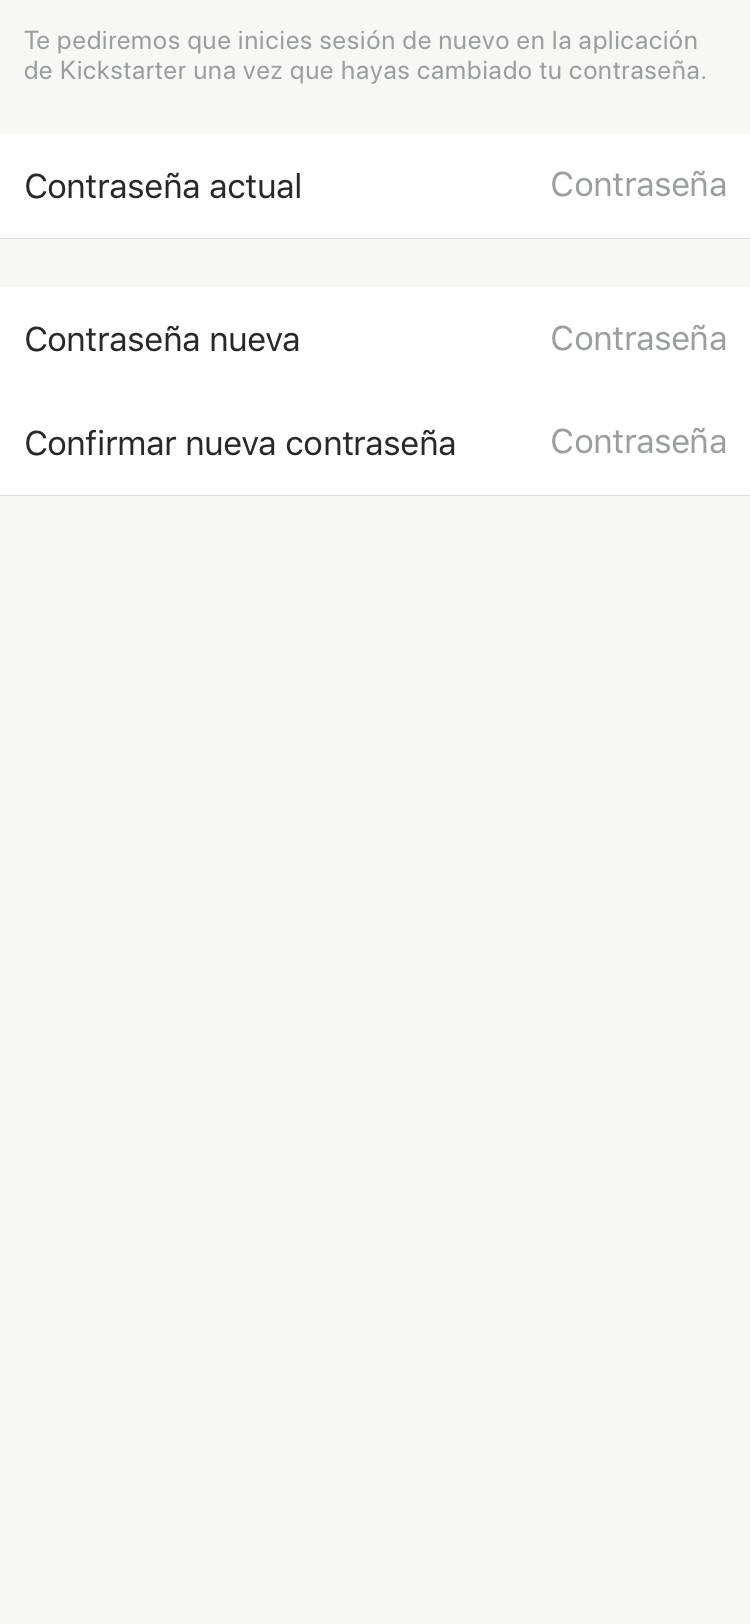 Te pediremos que inicies sesión de nuevo en la aplicación
de Kickstarter una vez que hayas cambiado tu contraseña.
Contraseña actual Contraseña
Contraseña nueva Contraseña
Confirmar nueva contraseña Contraseña